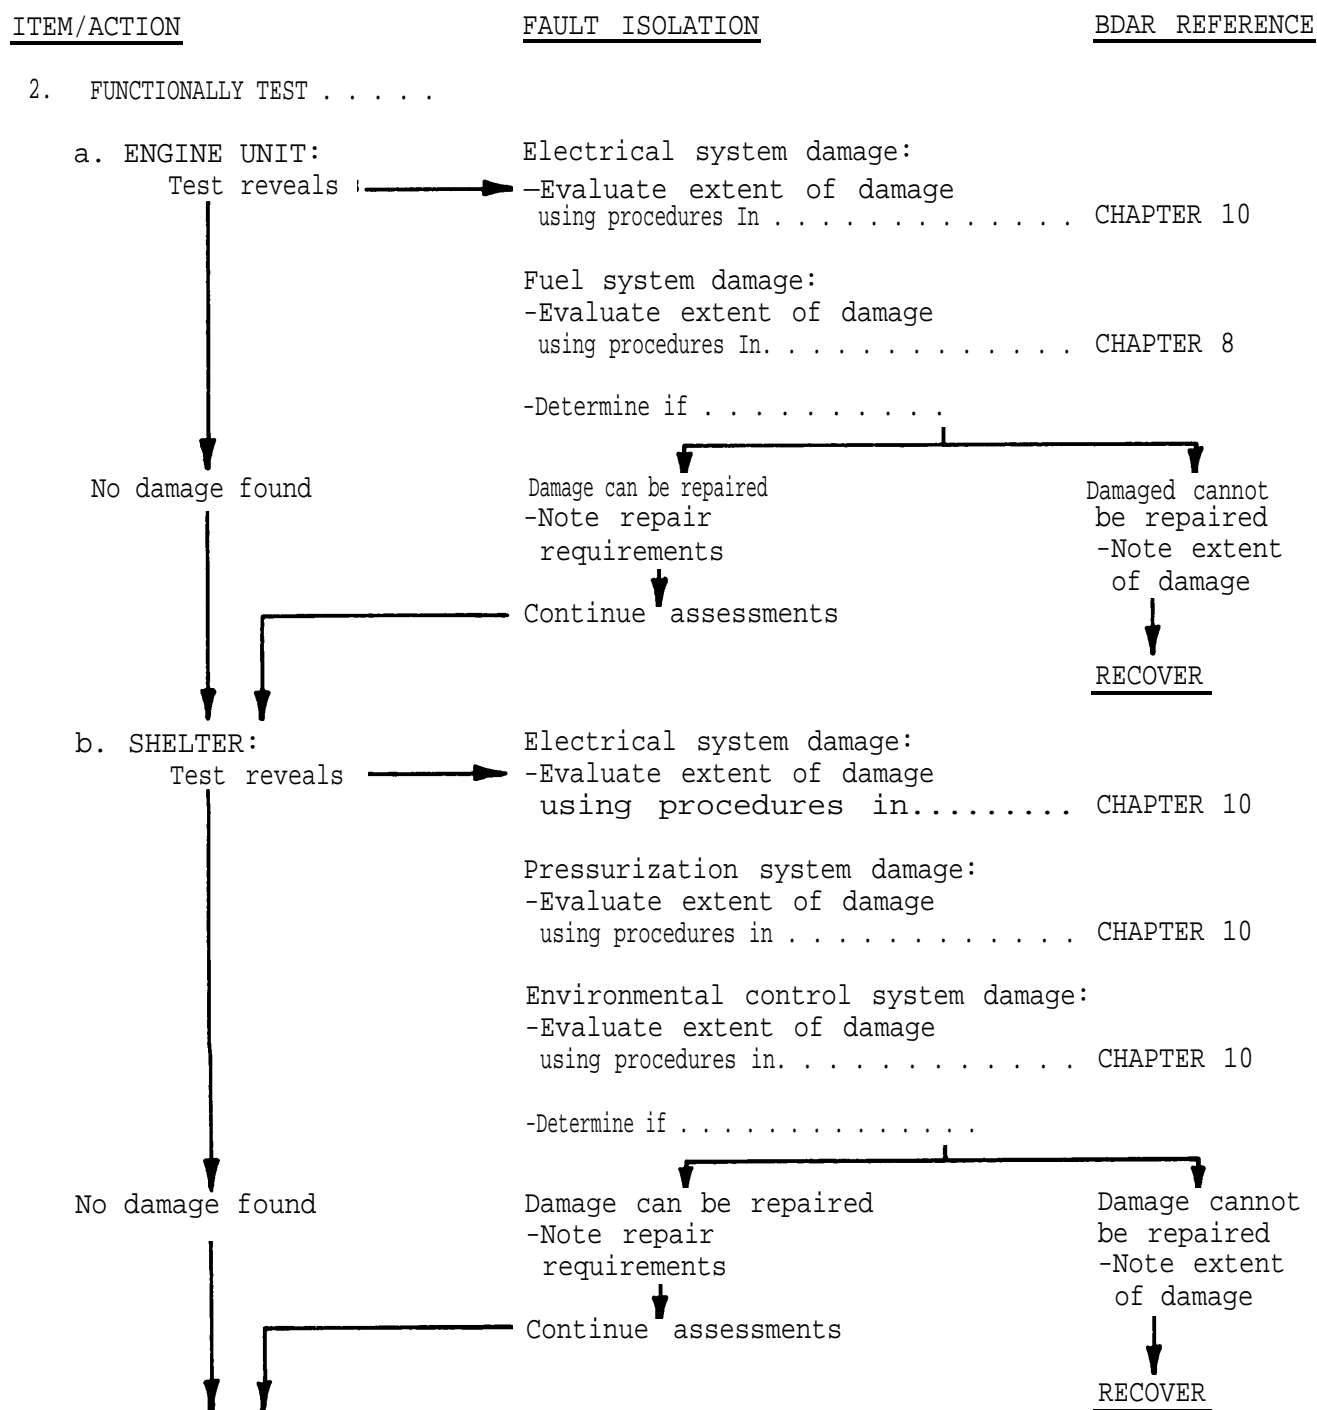 ITEM/ACTION FAULT ISOLATION BDAR REFERENCE
2. FUNCTIONALLY TEST . . . . .
a. ENGINE UNIT: Electrical system damage:
Test reveals —Evaluate extent of damage
using procedures In . . . . . . . . . . . . . CHAPTER 10
Fuel system damage:
-Evaluate extent of damage
using procedures In. . . . . . . . . . . . . CHAPTER 8
-Determine if . . . . . . . . . .
No damage found Damage can be repaired Damaged cannot
-Note repair be repaired
requirements -Note extent
of damage
Continue assessments
RECOVER
b. SHELTER: Electrical system damage:
Test reveals -Evaluate extent of damage
using procedures in......... CHAPTER 10
Pressurization system damage:
-Evaluate extent of damage
using procedures in . . . . . . . . . . . . CHAPTER 10
Environmental control system damage:
-Evaluate extent of damage
using procedures in. . . . . . . . . . . . CHAPTER 10
-Determine if . . . . . . . . . . . . . .
No damage found Damage can be repaired Damage cannot
-Note repair be repaired
requirements -Note extent
of damage
Continue assessments
RECOVER